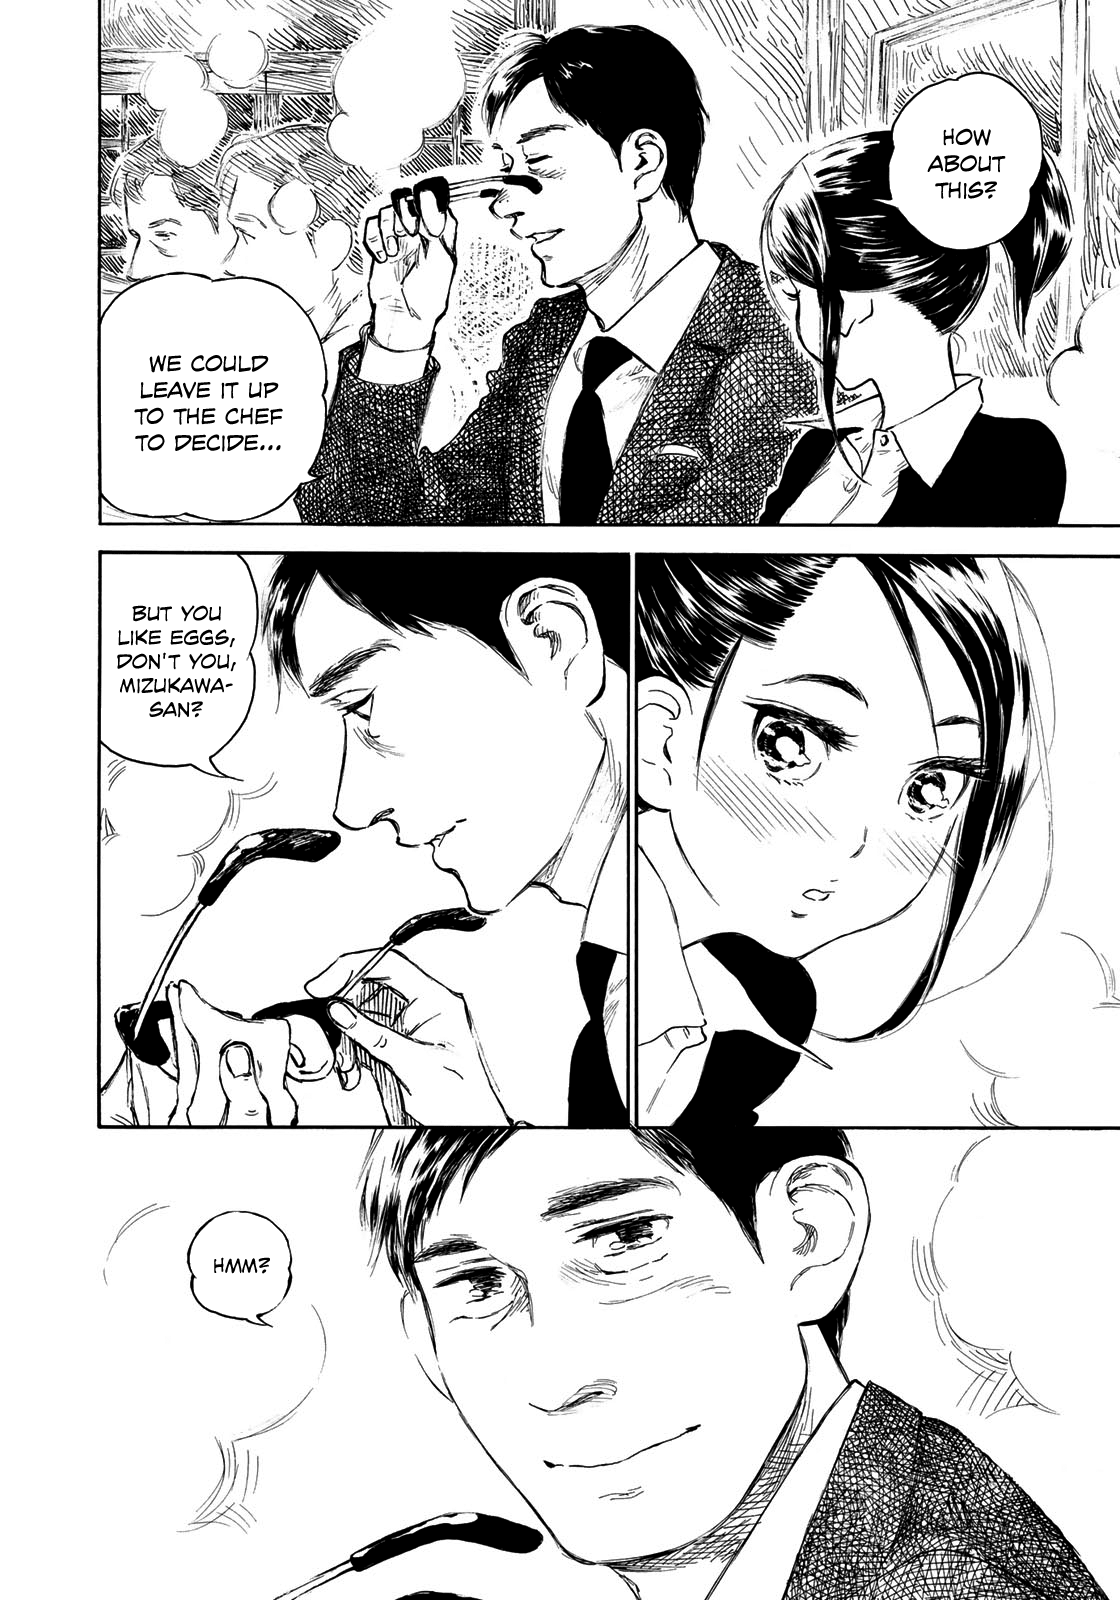 HOW
ABOUT
THIS?
WE COULD
LEAVE IT UP
TO THE CHEF
TO DECIDE...
BUT YOU
LIKE EGGS,
DON'T YOU,
MIZUKAWA-
SAN?
HMM?